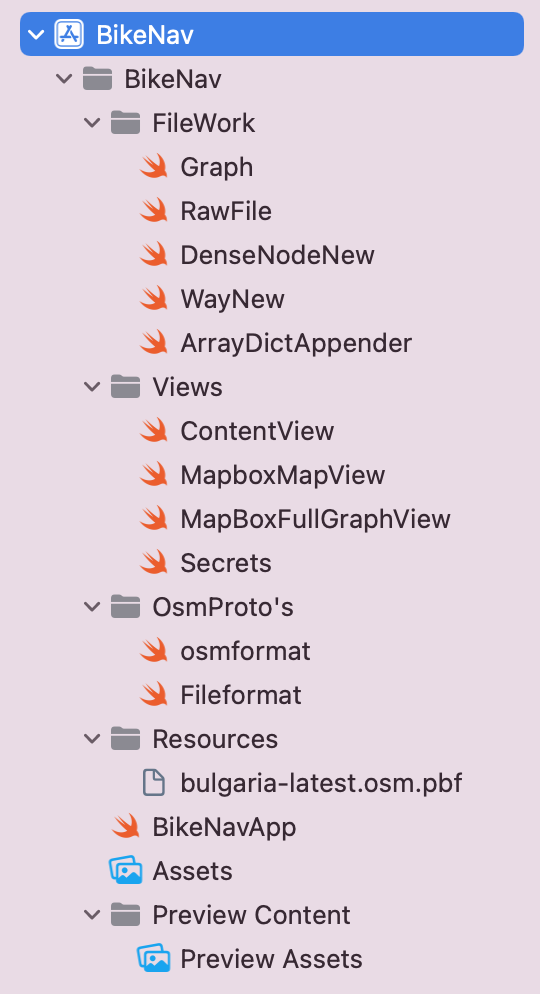 BikeNav
BikeNav
FileWork
Graph
RawFile
DenseNodeNew
WayNew
ArrayDictAppender
Views
ContentView
MapboxMapView
MapBoxFullGraphView
Secrets
OsmProto's
osmformat
Fileformat
Resources
bulgaria-latest.osm.pbf
BikeNavApp
Assets
Preview Content
Preview Assets